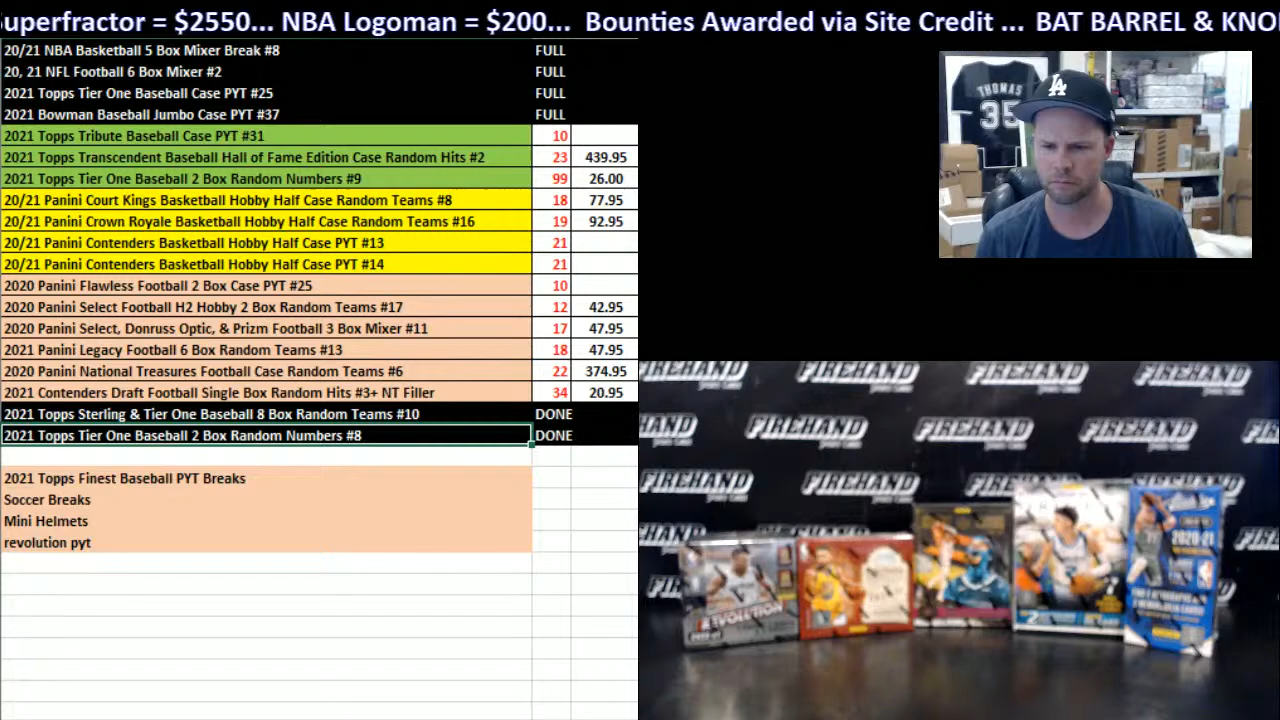 uperfractor = $2550... NBA Logoman = $200... Bounties Awarded via Site Credit ... BAT BARREL & KNO
20/21 NBA Basketball 5 Box Mixer Break #8 FULL
20, 21 NFL Football 6 Box Mixer #2 FULL
2021 Topps Tier One Baseball Case PYT #25 FULL
2021 Bowman Baseball Jumbo Case PYT #37 FULL
2021 Topps Tribute Baseball Case PYT #31 10
2021 Topps Transcendent Baseball Hall of Fame Edition Case Random Hits #2 23 439.95
2021 Topps Tier One Baseball 2 Box Random Numbers #9 99 26.00
20/21 Panini Court Kings Basketball Hobby Half Case Random Teams #8 18 77.95
20/21 Panini Crown Royale Basketball Hobby Half Case Random Teams #16 19 92.95
20/21 Panini Contenders Basketball Hobby Half Case PYT #13 21
20/21 Panini Contenders Basketball Hobby Half Case PYT #14 21
2020 Panini Flawless Football 2 Box Case PYT #25 10
2020 Panini Select Football H2 Hobby 2 Box Random Teams #17 12 42.95
2020 Panini Select, Donruss Optic, & Prizm Football 3 Box Mixer #11 17 47.95
2021 Panini Legacy Football 6 Box Random Teams #13 18 47.95
2020 Panini National Treasures Football Case Random Teams #6 22 374.95
2021 Contenders Draft Football Single Box Random Hits #3+ NT Filler 34 20.95
2021 Topps Sterling & Tier One Baseball 8 Box Random Teams #10 DONE
2021 Topps Tier One Baseball 2 Box Random Numbers #8 DONE
2021 Topps Finest Baseball PYT Breaks
Soccer Breaks
Mini Helmets
revolution pyt
THOMAS
35
LA
FIREHAND
FIREHAND
FIREHAND
FIREHAND
FIREHAND
FIREHAND
FIREHAND
FIREHAND
FIREHAND
REVOLUTION
2020-21